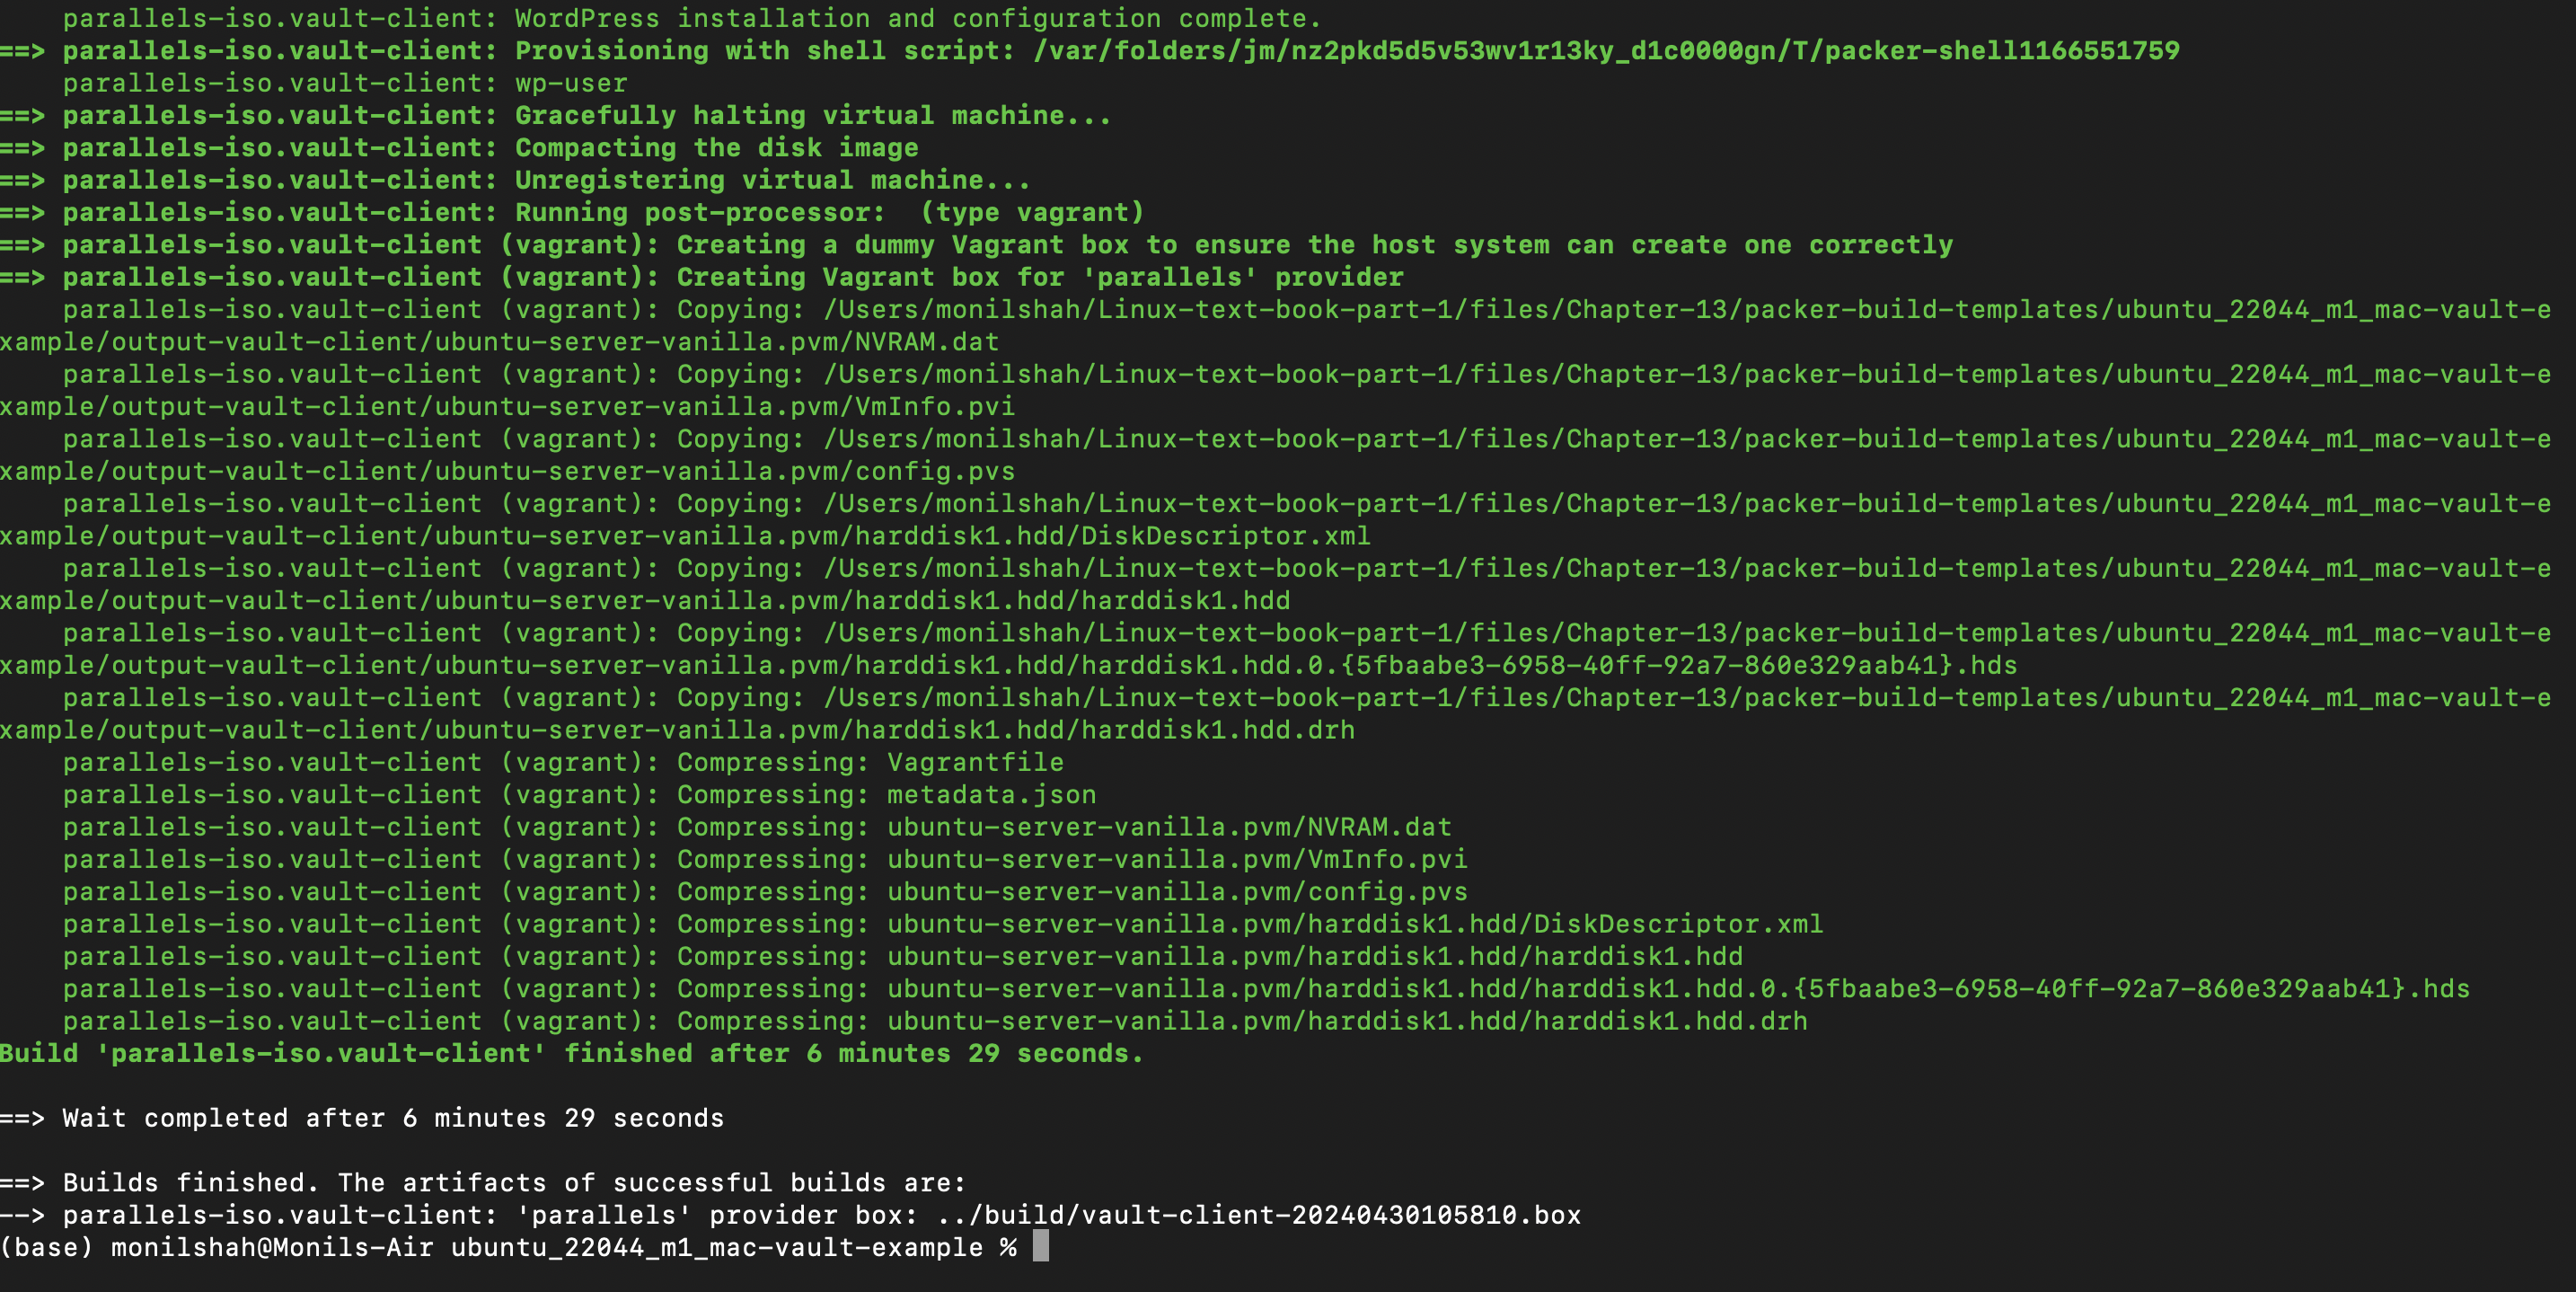 parallels-iso.vault-client: WordPress installation and configuration complete.
==> parallels-iso.vault-client: Provisioning with shell script: /var/folders/jm/nz2pkd5d5v53wv1r13ky_d1c0000gn/T/packer-shell1166551759
parallels-iso.vault-client: wp-user
==> parallels-iso.vault-client: Gracefully halting virtual machine...
==> parallels-iso.vault-client: Compacting the disk image
==> parallels-iso.vault-client: Unregistering virtual machine...
==> parallels-iso.vault-client: Running post-processor:  (type vagrant)
==> parallels-iso.vault-client (vagrant): Creating a dummy Vagrant box to ensure the host system can create one correctly
==> parallels-iso.vault-client (vagrant): Creating Vagrant box for 'parallels' provider
parallels-iso.vault-client (vagrant): Copying: /Users/monilshah/Linux-text-book-part-1/files/Chapter-13/packer-build-templates/ubuntu_22044_m1_mac-vault-e
xample/output-vault-client/ubuntu-server-vanilla.pvm/NVRAM.dat
parallels-iso.vault-client (vagrant): Copying: /Users/monilshah/Linux-text-book-part-1/files/Chapter-13/packer-build-templates/ubuntu_22044_m1_mac-vault-e
xample/output-vault-client/ubuntu-server-vanilla.pvm/VmInfo.pvi
parallels-iso.vault-client (vagrant): Copying: /Users/monilshah/Linux-text-book-part-1/files/Chapter-13/packer-build-templates/ubuntu_22044_m1_mac-vault-e
xample/output-vault-client/ubuntu-server-vanilla.pvm/config.pvs
parallels-iso.vault-client (vagrant): Copying: /Users/monilshah/Linux-text-book-part-1/files/Chapter-13/packer-build-templates/ubuntu_22044_m1_mac-vault-e
xample/output-vault-client/ubuntu-server-vanilla.pvm/harddisk1.hdd/DiskDescriptor.xml
parallels-iso.vault-client (vagrant): Copying: /Users/monilshah/Linux-text-book-part-1/files/Chapter-13/packer-build-templates/ubuntu_22044_m1_mac-vault-e
xample/output-vault-client/ubuntu-server-vanilla.pvm/harddisk1.hdd/harddisk1.hdd
parallels-iso.vault-client (vagrant): Copying: /Users/monilshah/Linux-text-book-part-1/files/Chapter-13/packer-build-templates/ubuntu_22044_m1_mac-vault-e
xample/output-vault-client/ubuntu-server-vanilla.pvm/harddisk1.hdd/harddisk1.hdd.0.{5fbaabe3-6958-40ff-92a7-860e329aab41}.hds
parallels-iso.vault-client (vagrant): Copying: /Users/monilshah/Linux-text-book-part-1/files/Chapter-13/packer-build-templates/ubuntu_22044_m1_mac-vault-e
xample/output-vault-client/ubuntu-server-vanilla.pvm/harddisk1.hdd/harddisk1.hdd.drh
parallels-iso.vault-client (vagrant): Compressing: Vagrantfile
parallels-iso.vault-client (vagrant): Compressing: metadata.json
parallels-iso.vault-client (vagrant): Compressing: ubuntu-server-vanilla.pvm/NVRAM.dat
parallels-iso.vault-client (vagrant): Compressing: ubuntu-server-vanilla.pvm/VmInfo.pvi
parallels-iso.vault-client (vagrant): Compressing: ubuntu-server-vanilla.pvm/config.pvs
parallels-iso.vault-client (vagrant): Compressing: ubuntu-server-vanilla.pvm/harddisk1.hdd/DiskDescriptor.xml
parallels-iso.vault-client (vagrant): Compressing: ubuntu-server-vanilla.pvm/harddisk1.hdd/harddisk1.hdd
parallels-iso.vault-client (vagrant): Compressing: ubuntu-server-vanilla.pvm/harddisk1.hdd/harddisk1.hdd.0.{5fbaabe3-6958-40ff-92a7-860e329aab41}.hds
parallels-iso.vault-client (vagrant): Compressing: ubuntu-server-vanilla.pvm/harddisk1.hdd/harddisk1.hdd.drh
Build 'parallels-iso.vault-client' finished after 6 minutes 29 seconds.
==> Wait completed after 6 minutes 29 seconds
==> Builds finished. The artifacts of successful builds are:
--> parallels-iso.vault-client: 'parallels' provider box: ../build/vault-client-20240430105810.box
(base) monilshah@Monils-Air ubuntu_22044_m1_mac-vault-example %